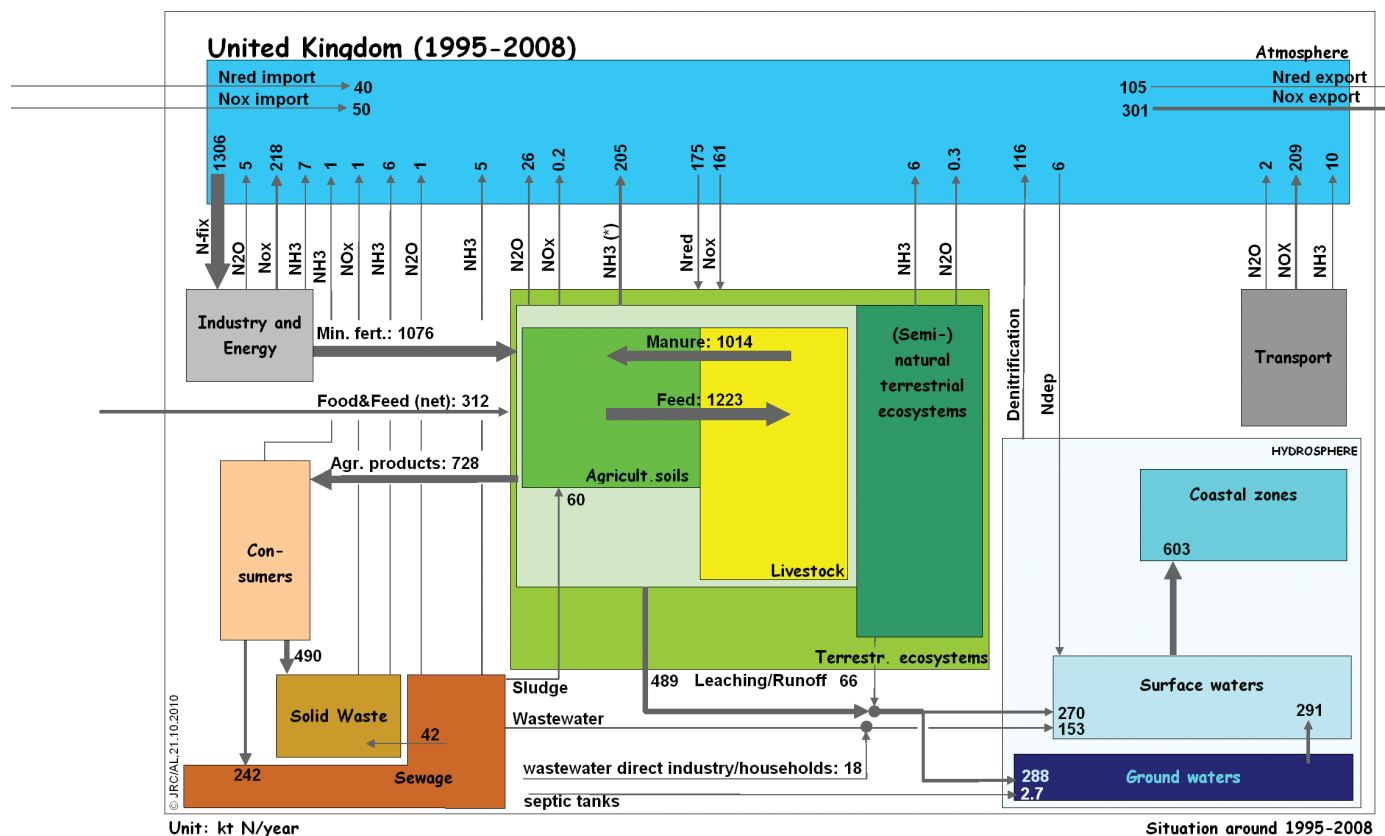 United Kingdom (1995-2008)
Atmosphere
Nred import
40
Nox import
50
105
Nred export
301
Nox export
1306
5
218
7
1
1
6
1
5
26
0.2
205
175
161
6
0.3
116
6
2
209
10
N-fix
N2O
Nox
NH3
NH3
NOx
NH3
N2O
NH3
N2O
NOx
NH3 (*)
Nred
Nox
NH3
N2O
Denitrification
Ndep
N2O
NOX
NH3
Industry and
Energy
Min. fert.: 1076
Food&Feed (net): 312
Agr. products: 728
Manure: 1014
Feed: 1223
Agricult.soils
60
Livestock
(Semi-)
natural
terrestrial
ecosystems
Terrestr. ecosystems
Transport
HYDROSPHERE
Coastal zones
603
Con-
sumers
490
Solid Waste
42
242
Sewage
Sludge
489
Leaching/Runoff
66
Wastewater
wastewater direct industry/households: 18
septic tanks
Surface waters
270
153
291
Ground waters
288
2.7
© JRC/AL.21.10.2010
Unit: kt N/year
Situation around 1995-2008